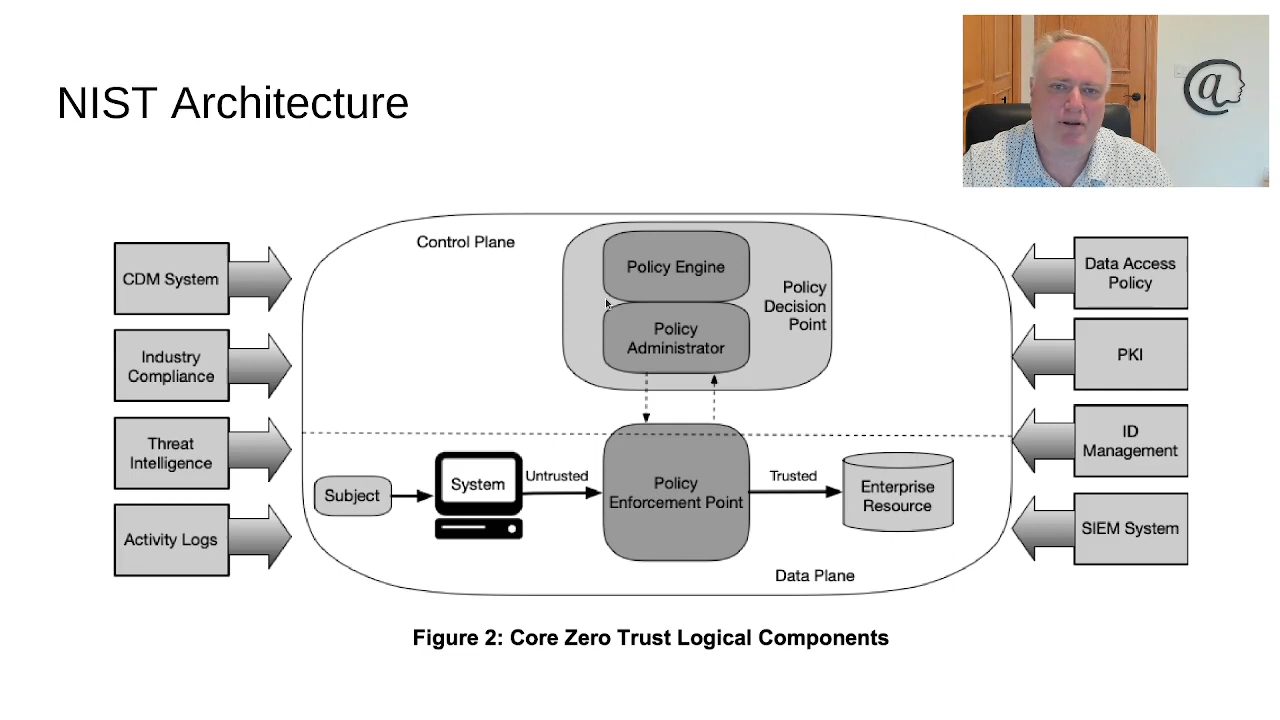 NIST Architecture
Control Plane
Policy Engine
Policy
Administrator
Policy
Decision
Point
CDM System
Industry
Compliance
Threat
Intelligence
Activity Logs
Data Access
Policy
PKI
ID
Management
SIEM System
Subject
System
Untrusted
Policy
Enforcement Point
Trusted
Enterprise
Resource
Data Plane
Figure 2: Core Zero Trust Logical Components